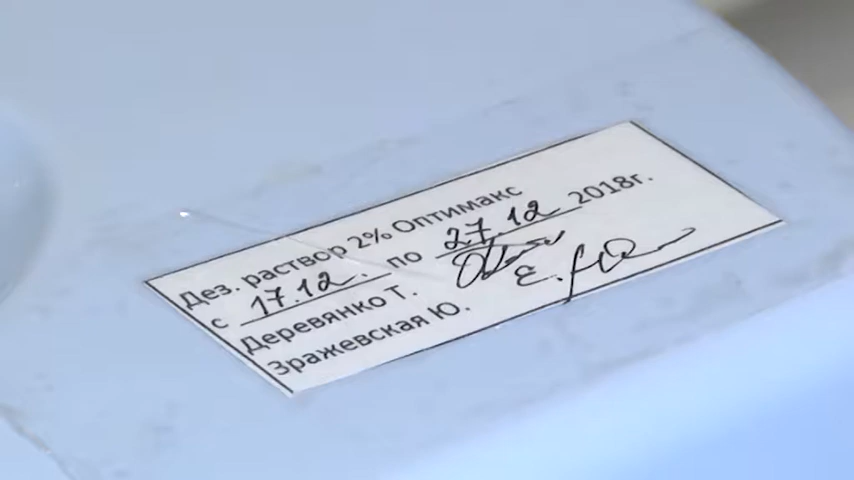 Дез. раствор 2% Оптимакс
с 17.12. по 27.12 2018г.
Деревянко Т.
Зражевская Ю.